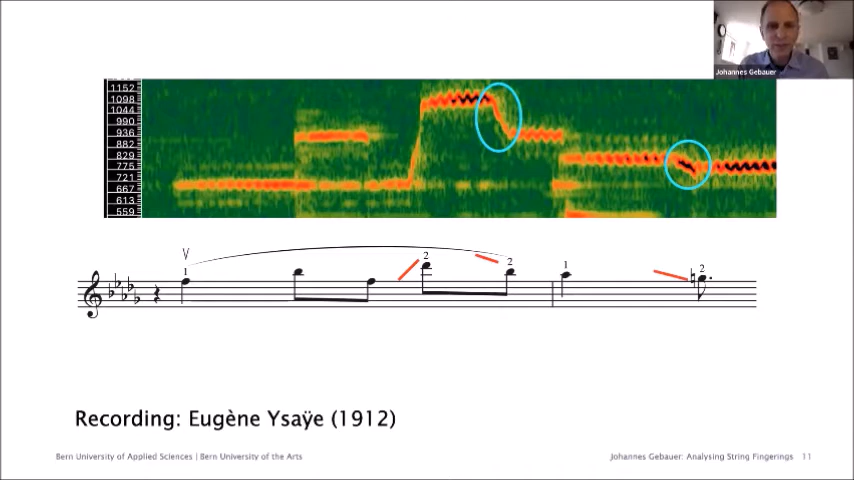 Johannes Gebauer
1152
1098
1044
990
936
882
829
775
721
667
613
559
V
1 2 2 1 2
Recording: Eugène Ysaÿe (1912)
Bern University of Applied Sciences | Bern University of the Arts
Johannes Gebauer: Analysing String Fingerings 11